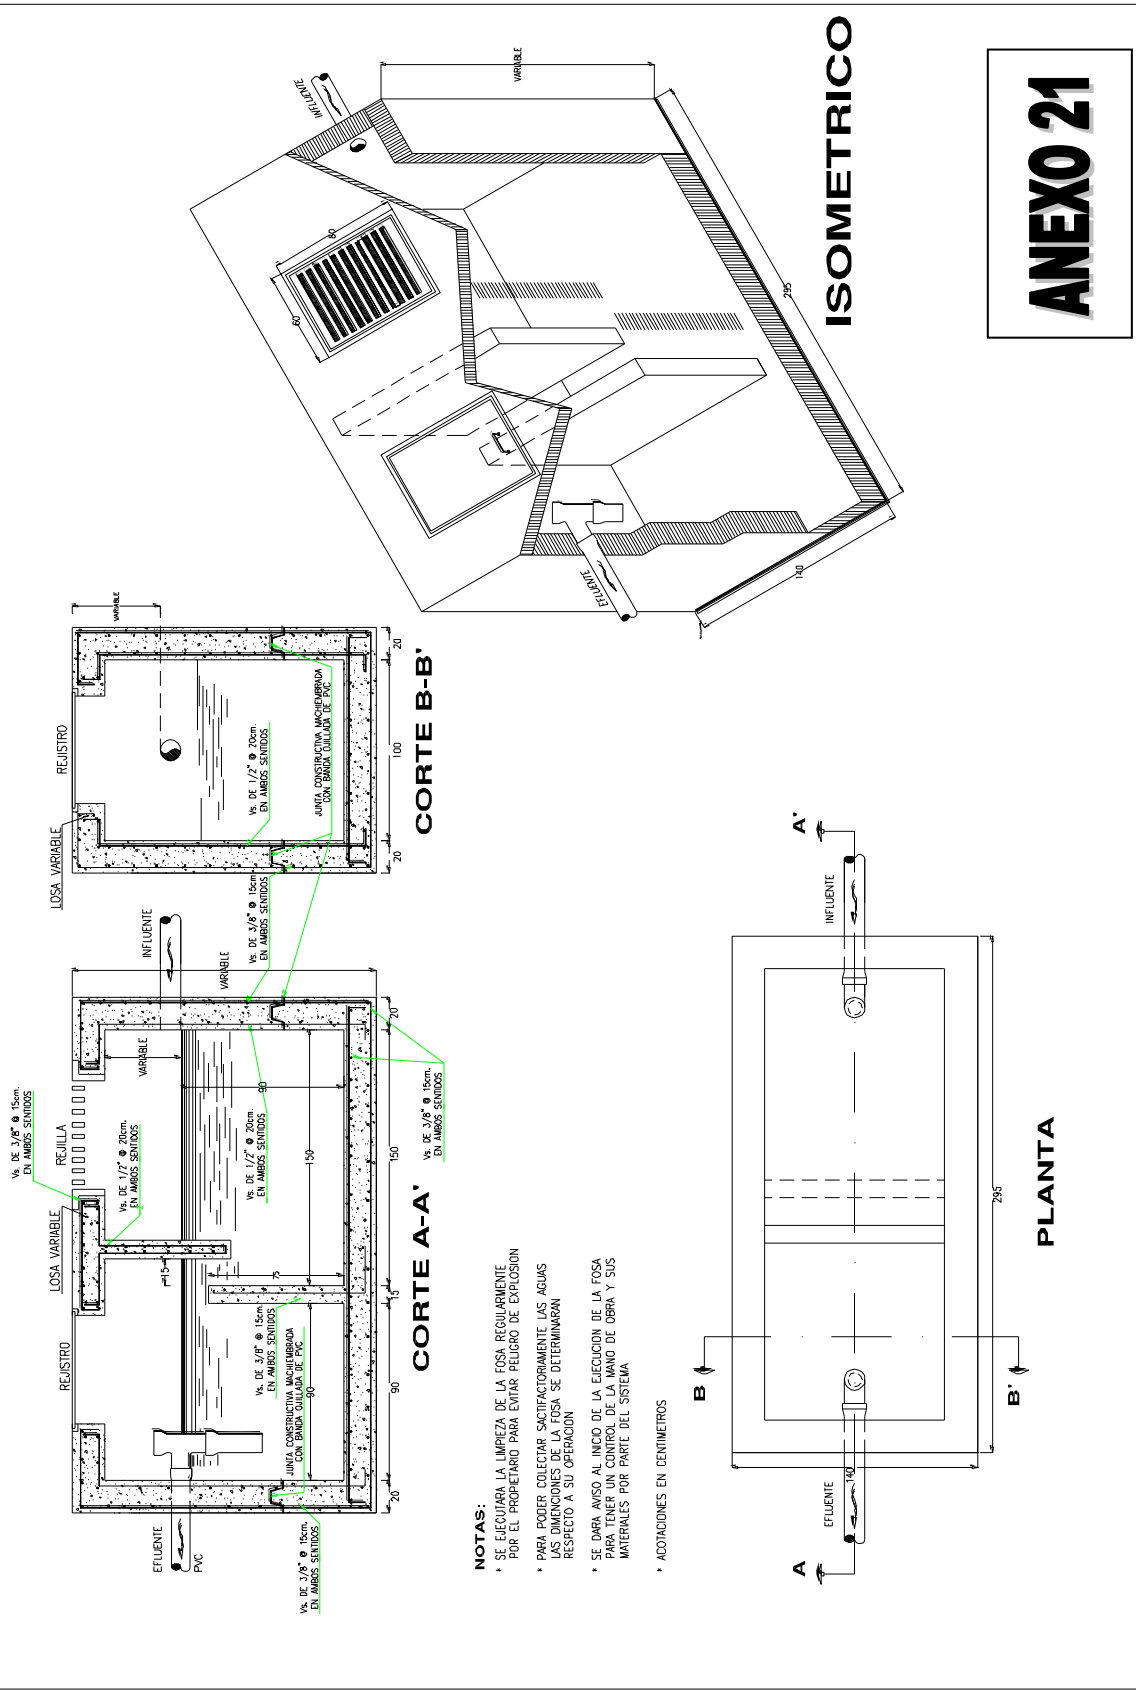 REJISTRO
LOSA VARIABLE
REJILLA
Vs. DE 3/8" @ 15cm.
EN AMBOS SENTIDOS
Vs. DE 1/2" @ 20cm.
EN AMBOS SENTIDOS
EFLUENTE
PVC
INFLUENTE
VARIABLE
VARIABLE
15
90
75
150
90
Vs. DE 1/2" @ 20cm.
EN AMBOS SENTIDOS
Vs. DE 3/8" @ 15cm.
EN AMBOS SENTIDOS
JUNTA CONSTRUCTIVA MACHIEMBRADA
CON BANDA OJILLADA DE PVC
Vs. DE 3/8" @ 15cm.
EN AMBOS SENTIDOS
Vs. DE 3/8" @ 15cm.
EN AMBOS SENTIDOS
20
90
15
150
20
CORTE A-A'
LOSA VARIABLE
REJISTRO
VARIABLE
Vs. DE 1/2" @ 20cm.
EN AMBOS SENTIDOS
Vs. DE 3/8" @ 15cm.
EN AMBOS SENTIDOS
JUNTA CONSTRUCTIVA MACHIEMBRADA
CON BANDA OJILLADA DE PVC
20
100
20
CORTE B-B'
INFLUENTE
VARIABLE
80
60
EFLUENTE
295
140
ISOMETRICO
NOTAS:
* SE EJECUTARA LA LIMPIEZA DE LA FOSA REGULARMENTE
POR EL PROPIETARIO PARA EVITAR PELIGRO DE EXPLOSION
* PARA PODER COLECTAR SACTIFACTORIAMENTE LAS AGUAS
LAS DIMENCIONES DE LA FOSA SE DETERMINARAN
RESPECTO A SU OPERACION
* SE DARA AVISO AL INICIO DE LA EJECUCION DE LA FOSA
PARA TENER UN CONTROL DE LA MANO DE OBRA Y SUS
MATERIALES POR PARTE DEL SISTEMA
* ACOTACIONES EN CENTIMETROS
B
B'
A
A'
EFLUENTE
INFLUENTE
140
295
PLANTA
ANEXO 21